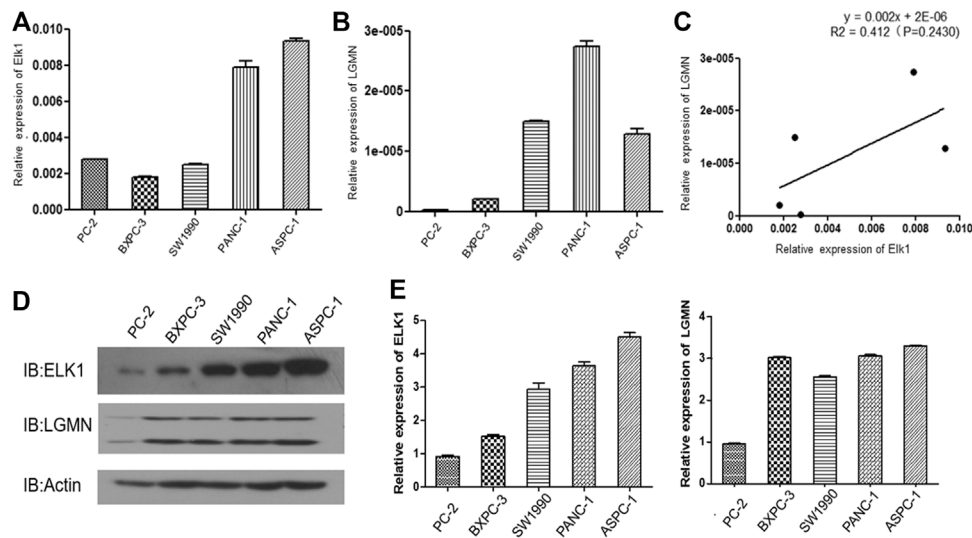 A
Relative expression of Elk1
0.010
0.008
0.006
0.004
0.002
0.000
PC-2
BXPC-3
SW1990
PANC-1
ASPC-1
B
Relative expression of LGMN
3e-005
2e-005
1e-005
0
PC-2
BXPC-3
SW1990
PANC-1
ASPC-1
C
y = 0.002x + 2E-06
R2 = 0.412 (P=0.2430)
Relative expression of LGMN
3e-005
2e-005
1e-005
0
0.000 0.002 0.004 0.006 0.008 0.010
Relative expression of Elk1
D
PC-2
BXPC-3
SW1990
PANC-1
ASPC-1
IB:ELK1
IB:LGMN
IB:Actin
E
Relative expression of ELK1
5
4
3
2
1
0
PC-2
BXPC-3
SW1990
PANC-1
ASPC-1
Relative expression of LGMN
4
3
2
1
0
PC-2
BXPC-3
SW1990
PANC-1
ASPC-1